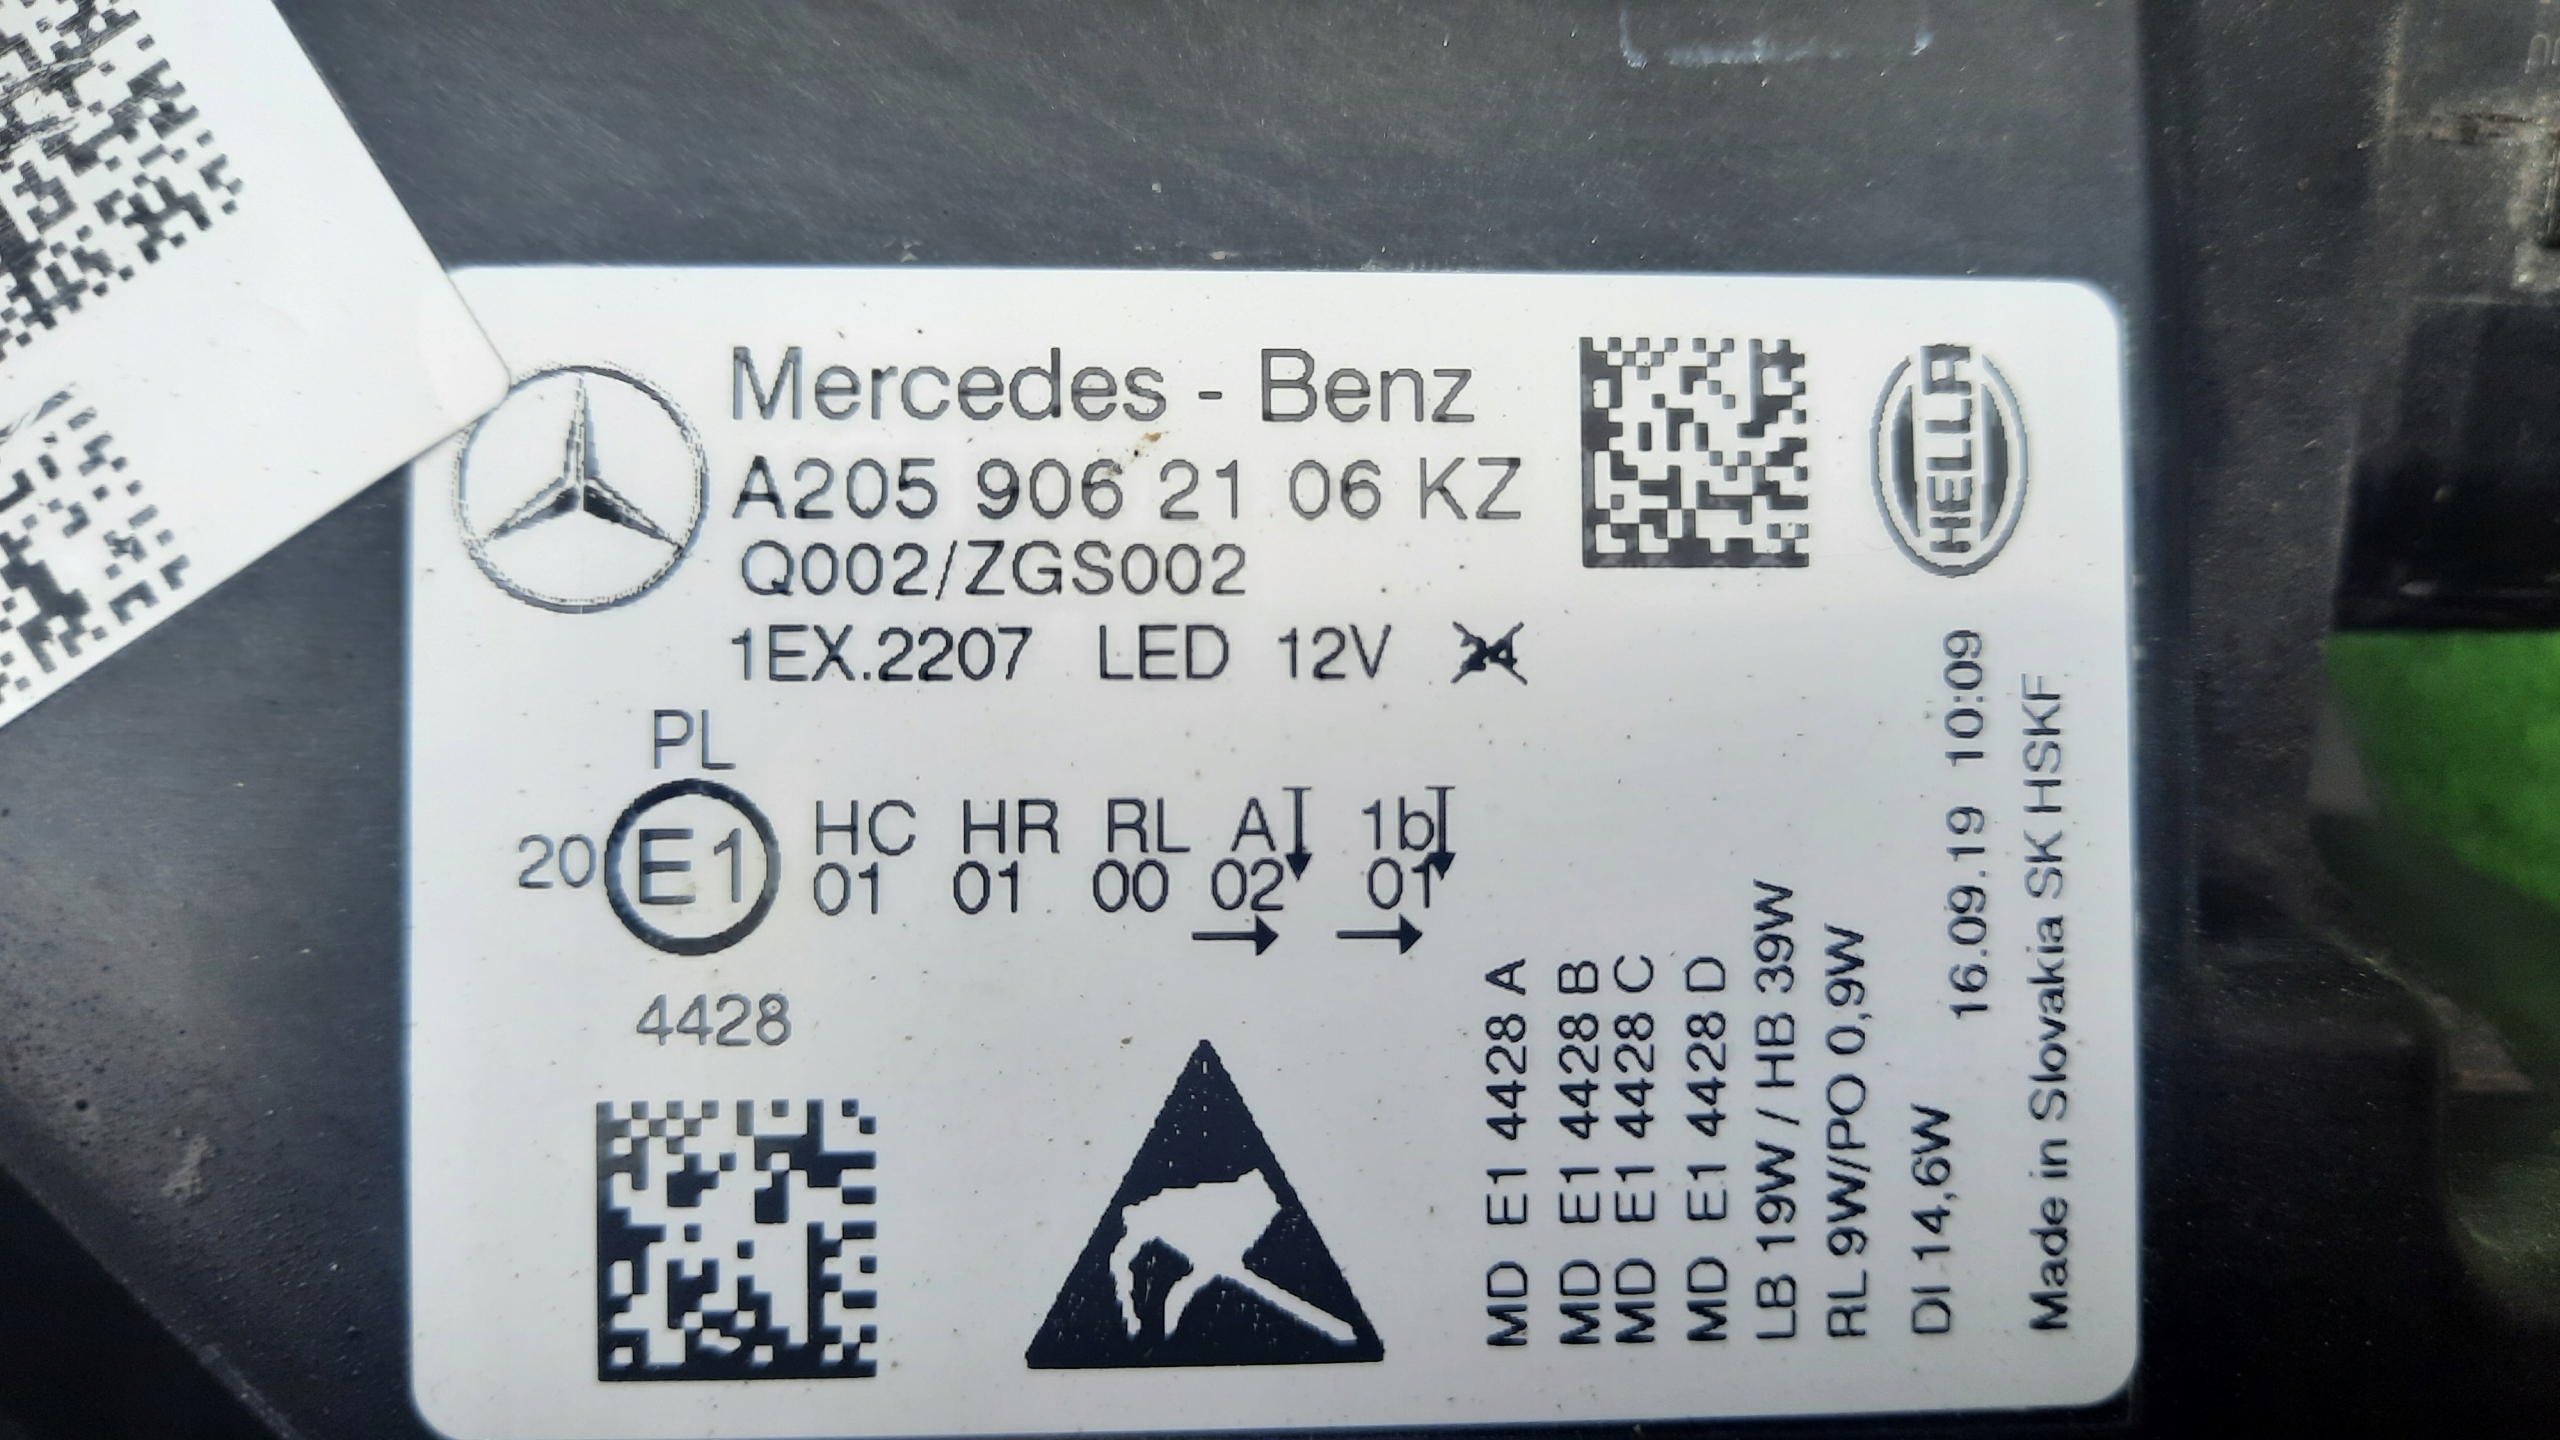 Mercedes - Benz
A205 906 21 06 KZ
Q002/ZGS002
1EX.2207 LED 12V 24
HELLA
PL
20 E1 HC HR RL A 1b
01 01 00 02 01
4428
MD E1 4428 A
MD E1 4428 B
MD E1 4428 C
MD E1 4428 D
LB 19W / HB 39W
RL 9W/PO 0,9W
DI 14,6W
16.09.19 10:09
Made in Slovakia SK HSKF